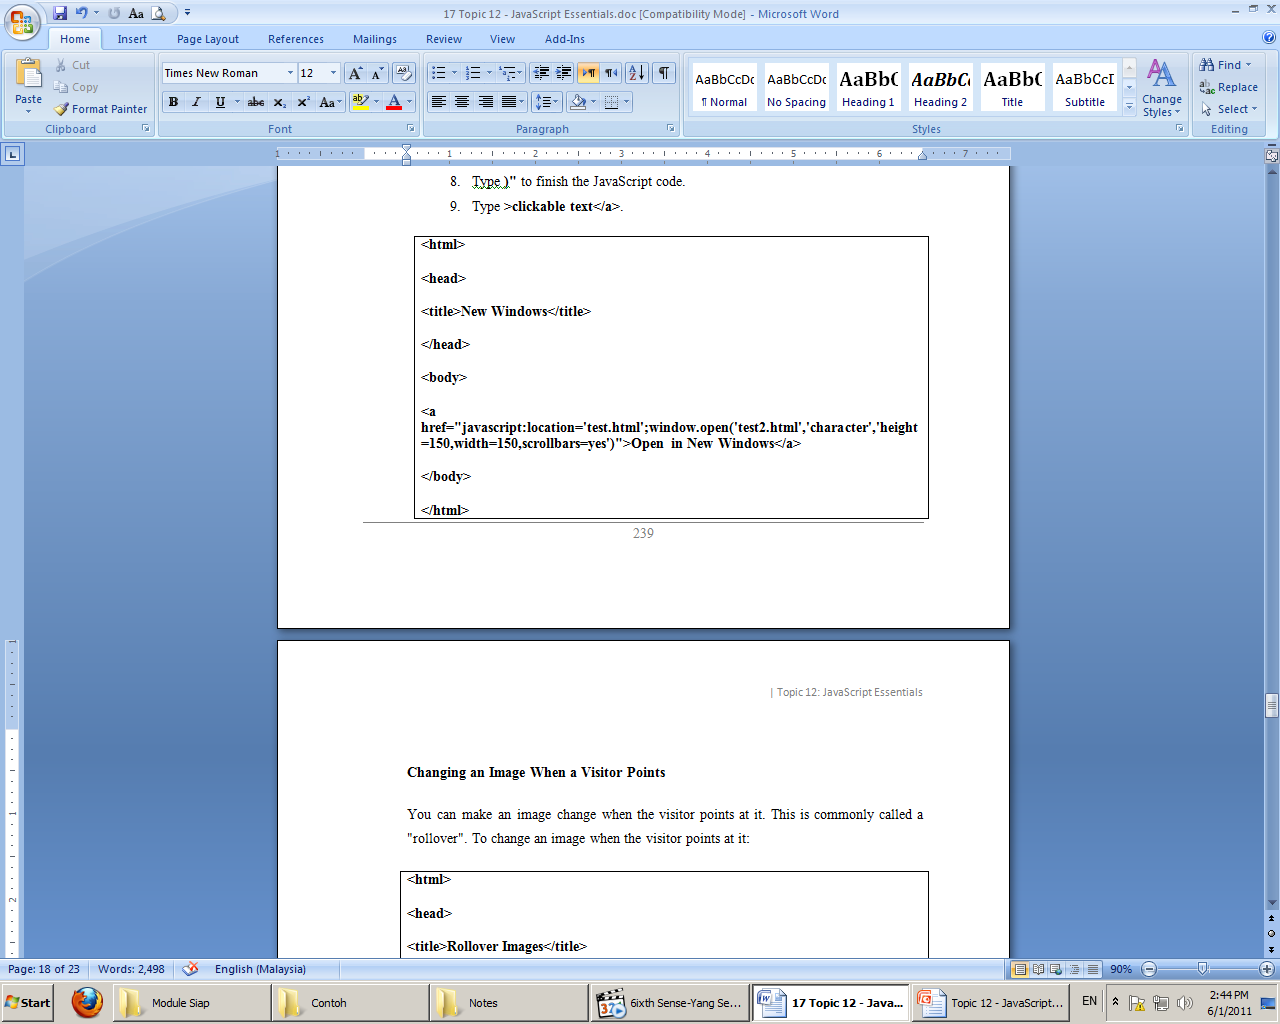 17 Topic 12 - JavaScript Essentials.doc [Compatibility Mode] - Microsoft Word
Home Insert Page Layout References Mailings Review View Add-Ins
Paste
Cut
Copy
Format Painter
Clipboard
Times New Roman 12
Font
Paragraph
AaBbCcDc AaBbCcDc AaBbC AaBbCc AaBbC AaBbCcI
¶ Normal No Spacing Heading 1 Heading 2 Title Subtitle
Change Styles
Styles
Find
Replace
Select
Editing
1 1 2 3 4 5 6 7
8. Type )" to finish the JavaScript code.
9. Type >clickable text</a>.
<html>
<head>
<title>New Windows</title>
</head>
<body>
<a
href="javascript:location='test.html';window.open('test2.html','character','height
=150,width=150,scrollbars=yes')">Open in New Windows</a>
</body>
</html>
239
| Topic 12: JavaScript Essentials
Changing an Image When a Visitor Points
You can make an image change when the visitor points at it. This is commonly called a
"rollover". To change an image when the visitor points at it:
<html>
<head>
<title>Rollover Images</title>
Page: 18 of 23 Words: 2,498 English (Malaysia) 90%
Start Module Siap Contoh Notes 6ixth Sense-Yang Se... 17 Topic 12 - Java... Topic 12 - JavaScript... EN 2:44 PM
6/1/2011